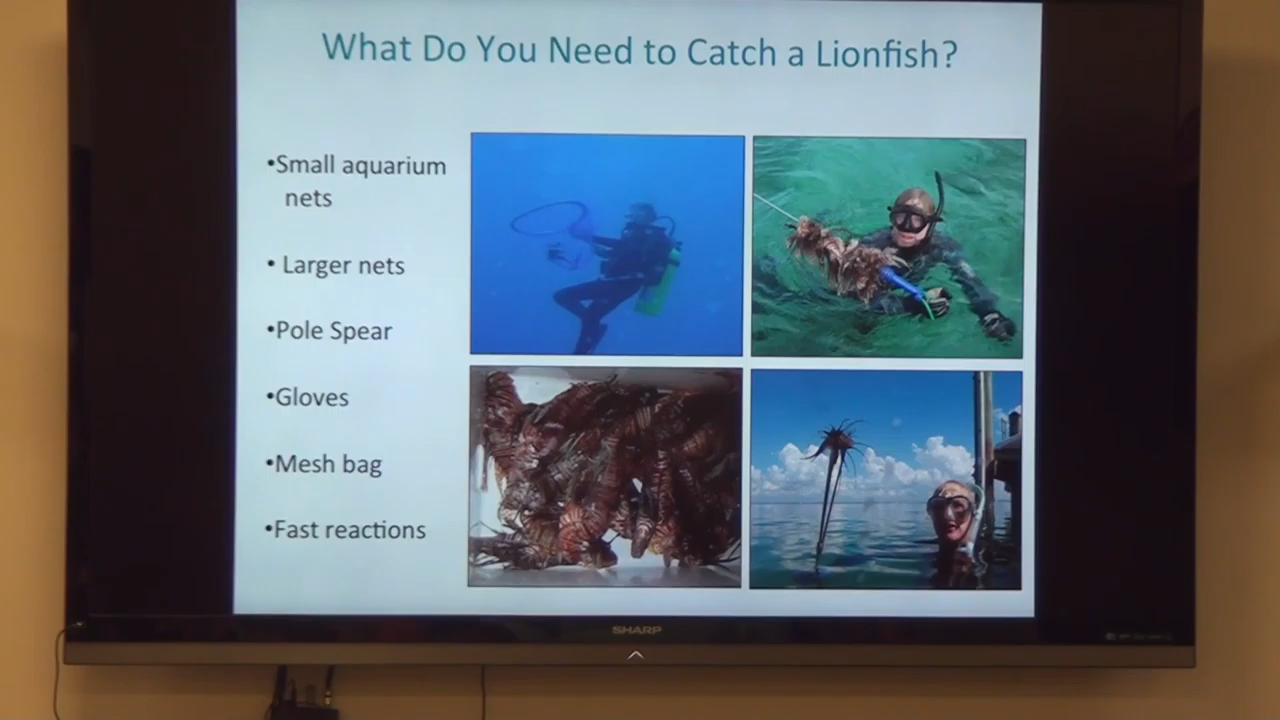 What Do You Need to Catch a Lionfish?
•Small aquarium
nets
• Larger nets
•Pole Spear
•Gloves
•Mesh bag
•Fast reactions
SHARP